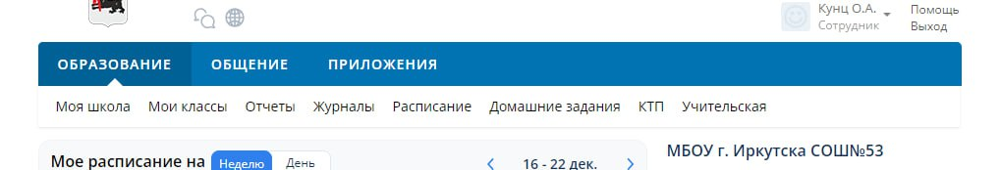 Кунц О.А.
Сотрудник
Помощь
Выход
ОБРАЗОВАНИЕ ОБЩЕНИЕ ПРИЛОЖЕНИЯ
Моя школа Мои классы Отчеты Журналы Расписание Домашние задания КТП Учительская
Мое расписание на Неделю День 16 - 22 дек.
МБОУ г. Иркутска СОШ№53